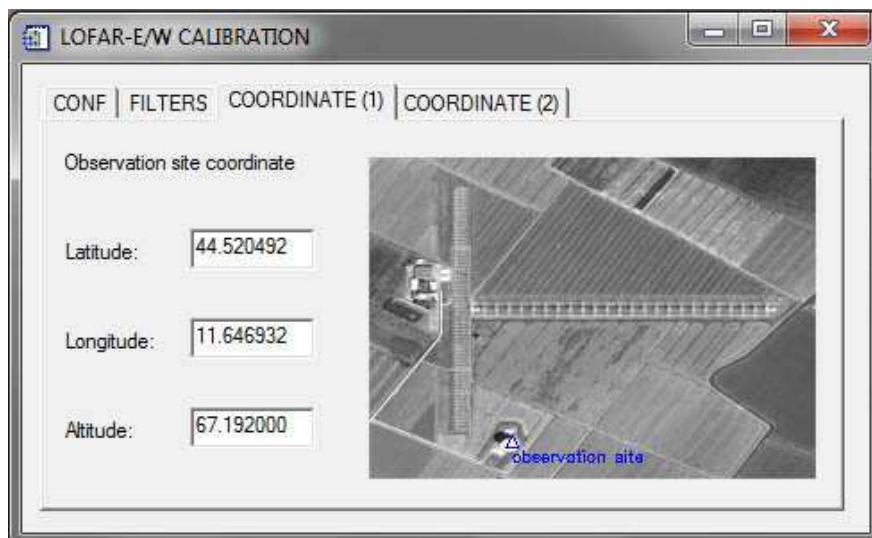 LOFAR-E/W CALIBRATION
CONF FILTERS COORDINATE (1) COORDINATE (2)
Observation site coordinate
Latitude: 44.520492
Longitude: 11.646932
Altitude: 67.192000
observation site